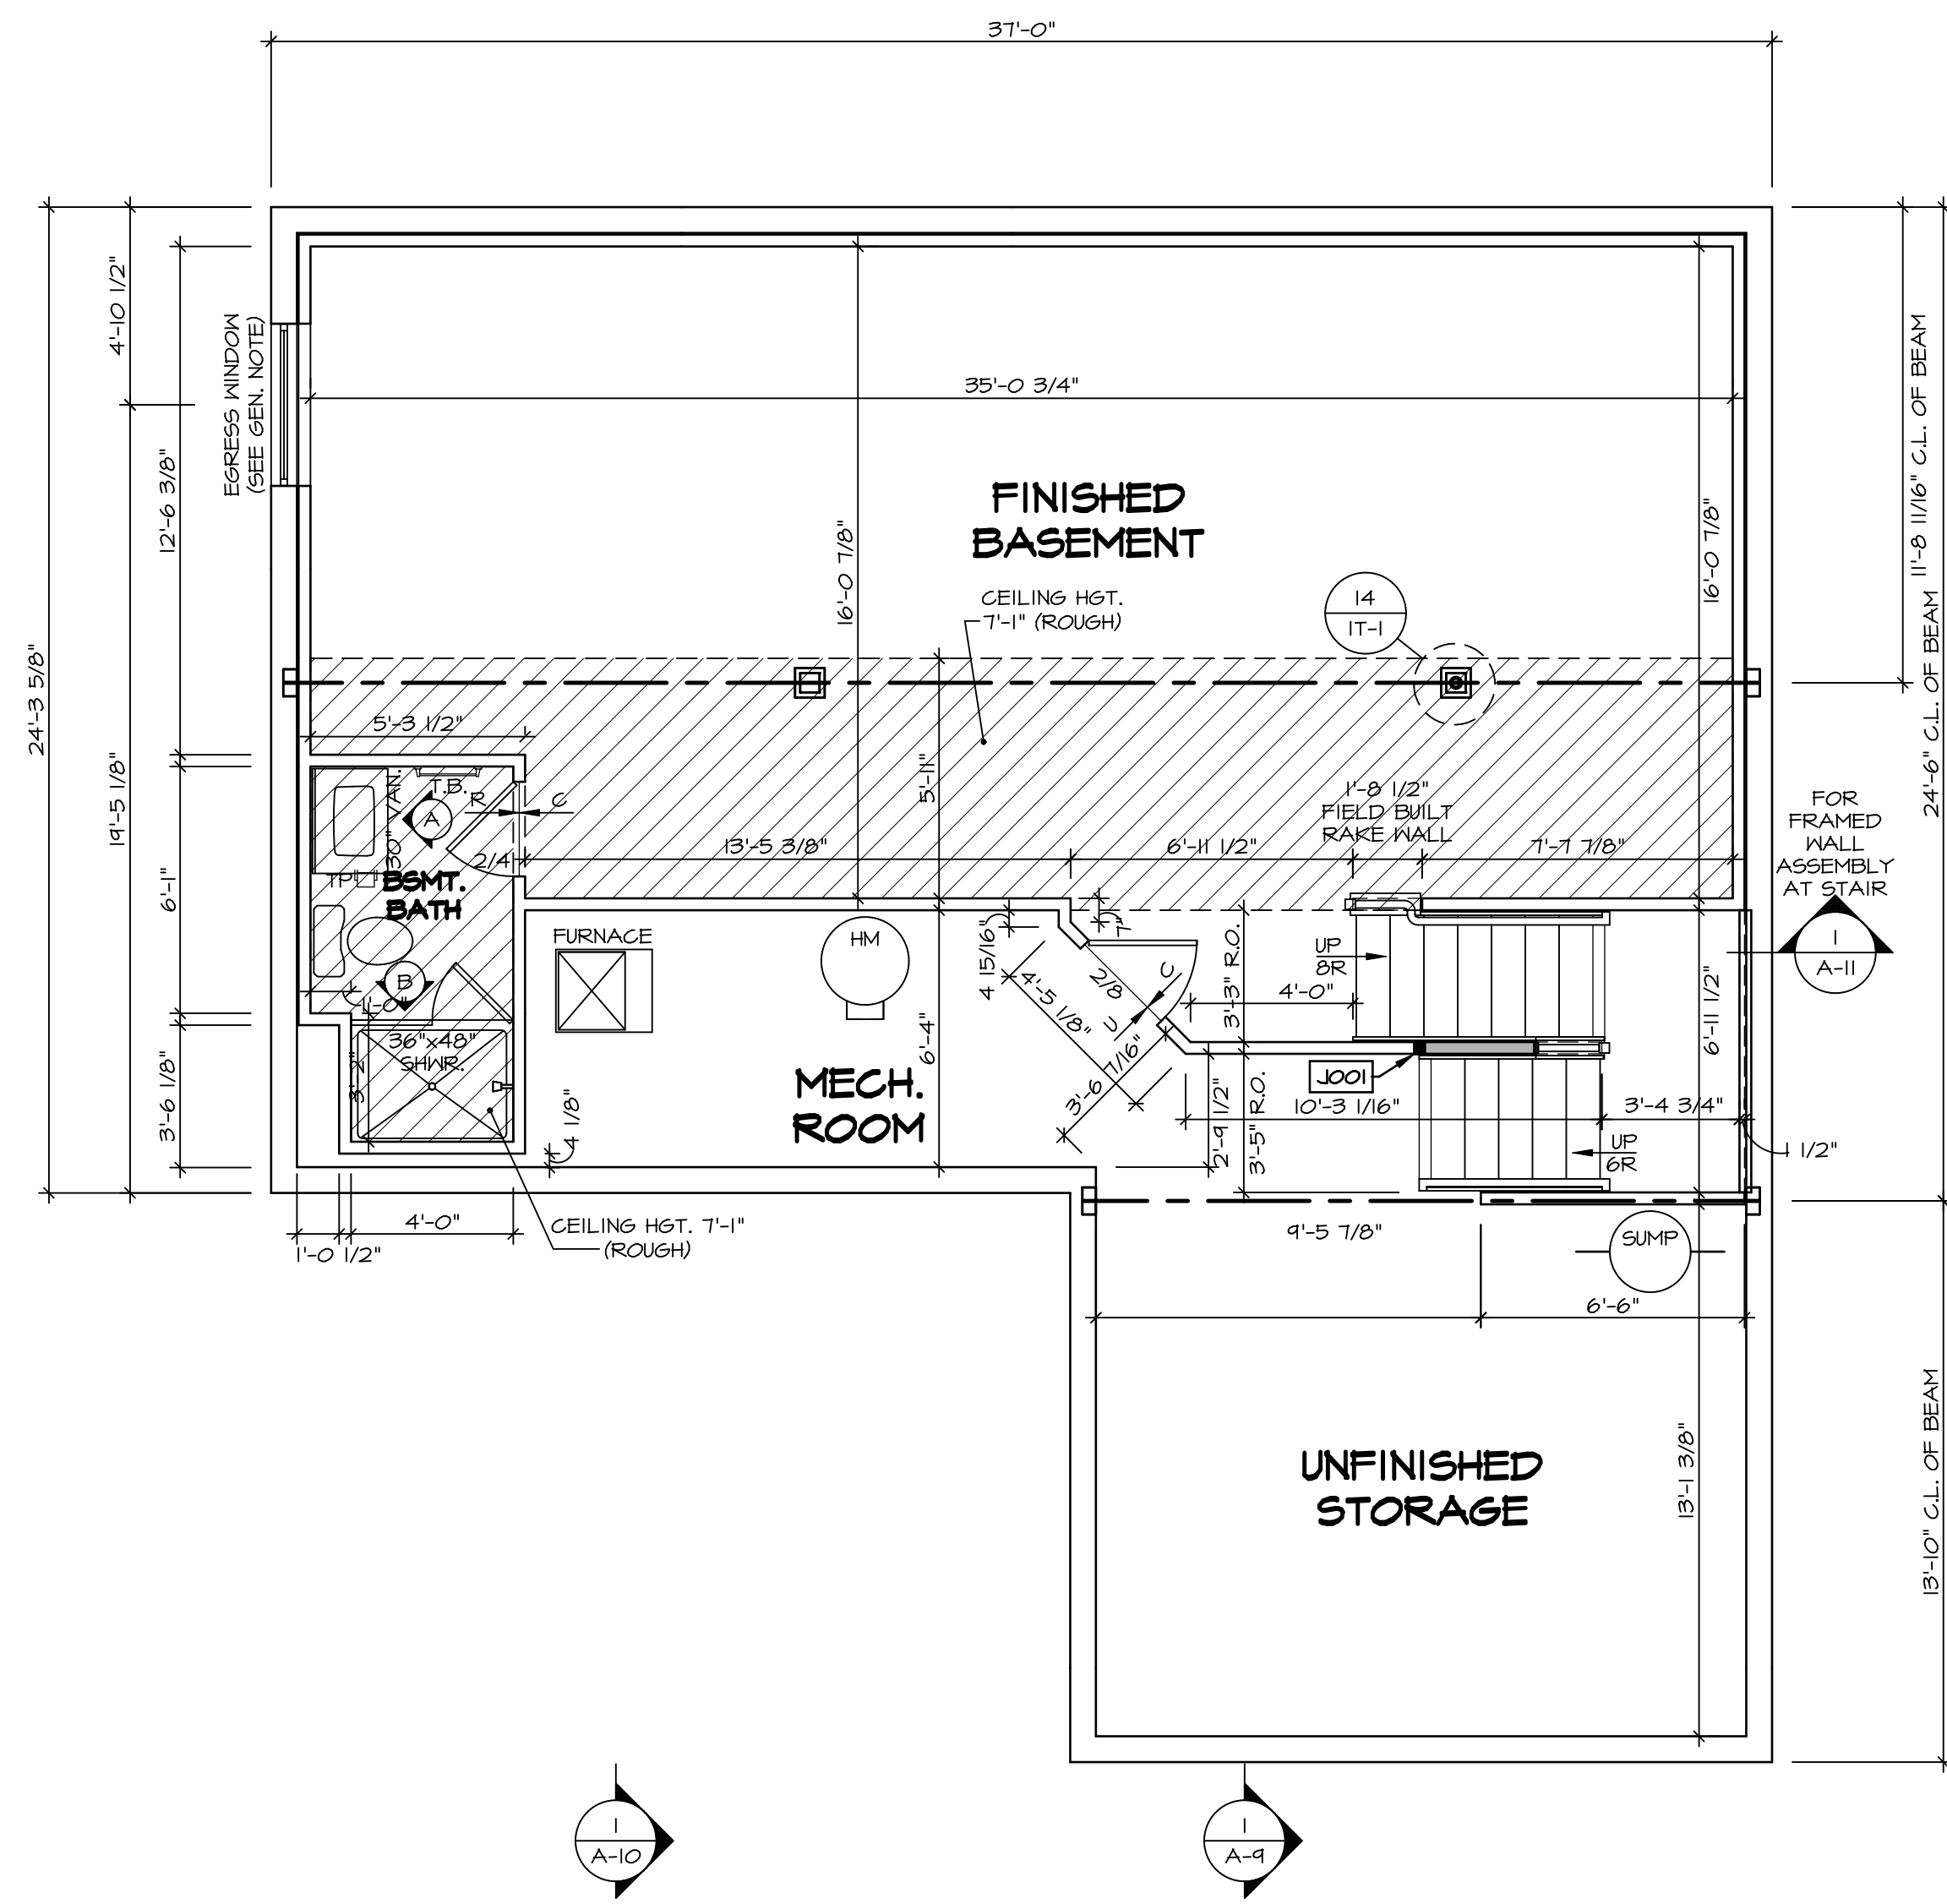 37'-0"
4'-10 1/2"
EGRESS WINDOW
(SEE GEN. NOTE)
12'-6 3/8"
24'-3 5/8"
19'-5 1/8"
6'-1"
3'-6 1/8"
35'-0 3/4"
FINISHED
BASEMENT
16'-0 7/8"
16'-0 7/8"
CEILING HGT.
7'-1" (ROUGH)
14
1T-1
11'-8 11/16" C.L. OF BEAM
24'-6" C.L. OF BEAM
13'-10" C.L. OF BEAM
5'-3 1/2"
5'-11"
T.B.
R
C
A
30" VAN.
2/4
TP
BSMT.
BATH
B
1'-0"
36"x48"
SHWR.
3'-2"
13'-5 3/8"
6'-11 1/2"
1'-8 1/2"
FIELD BUILT
RAKE WALL
7'-7 7/8"
FOR
FRAMED
WALL
ASSEMBLY
AT STAIR
1
A-11
FURNACE
HM
4 15/16"
7"
2/8
C
U
4'-5 1/8"
3'-6 7/16"
3'-3" R.O.
4'-0"
UP
8R
6'-11 1/2"
6'-4"
MECH.
ROOM
4 1/8"
J001
2'-9 1/2"
3'-5" R.O.
10'-3 1/16"
3'-4 3/4"
UP
6R
1 1/2"
4'-0"
1'-0 1/2"
CEILING HGT. 7'-1"
(ROUGH)
9'-5 7/8"
SUMP
6'-6"
13'-1 3/8"
UNFINISHED
STORAGE
1
A-10
1
A-9